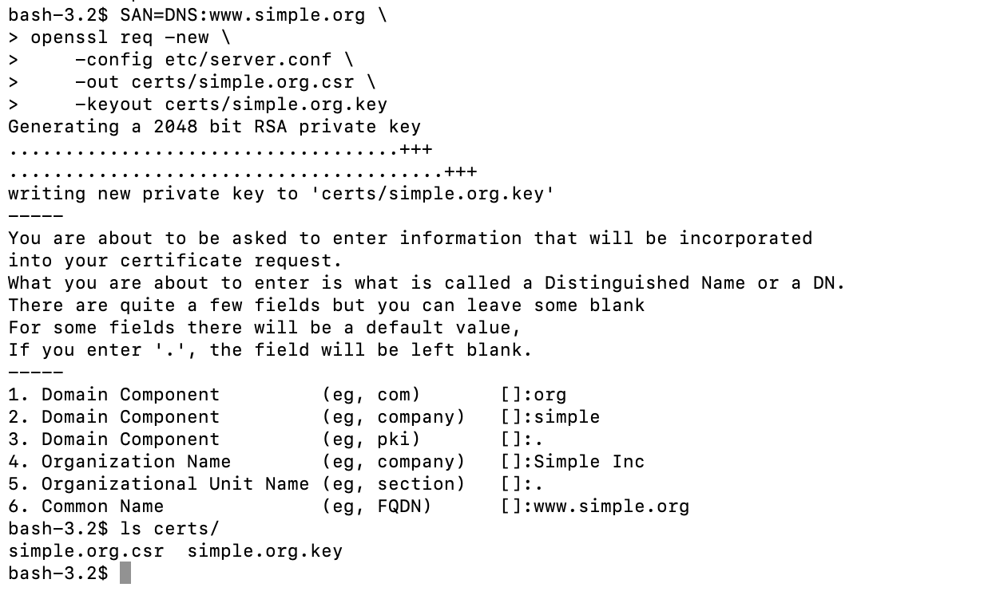 bash-3.2$ SAN=DNS:www.simple.org \
> openssl req -new \
>     -config etc/server.conf \
>     -out certs/simple.org.csr \
>     -keyout certs/simple.org.key
Generating a 2048 bit RSA private key
...................................+++
.......................................+++
writing new private key to 'certs/simple.org.key'
-----
You are about to be asked to enter information that will be incorporated
into your certificate request.
What you are about to enter is what is called a Distinguished Name or a DN.
There are quite a few fields but you can leave some blank
For some fields there will be a default value,
If you enter '.', the field will be left blank.
-----
1. Domain Component         (eg, com)       []:org
2. Domain Component         (eg, company)   []:simple
3. Domain Component         (eg, pki)       []:.
4. Organization Name        (eg, company)   []:Simple Inc
5. Organizational Unit Name (eg, section)   []:.
6. Common Name              (eg, FQDN)      []:www.simple.org
bash-3.2$ ls certs/
simple.org.csr  simple.org.key
bash-3.2$